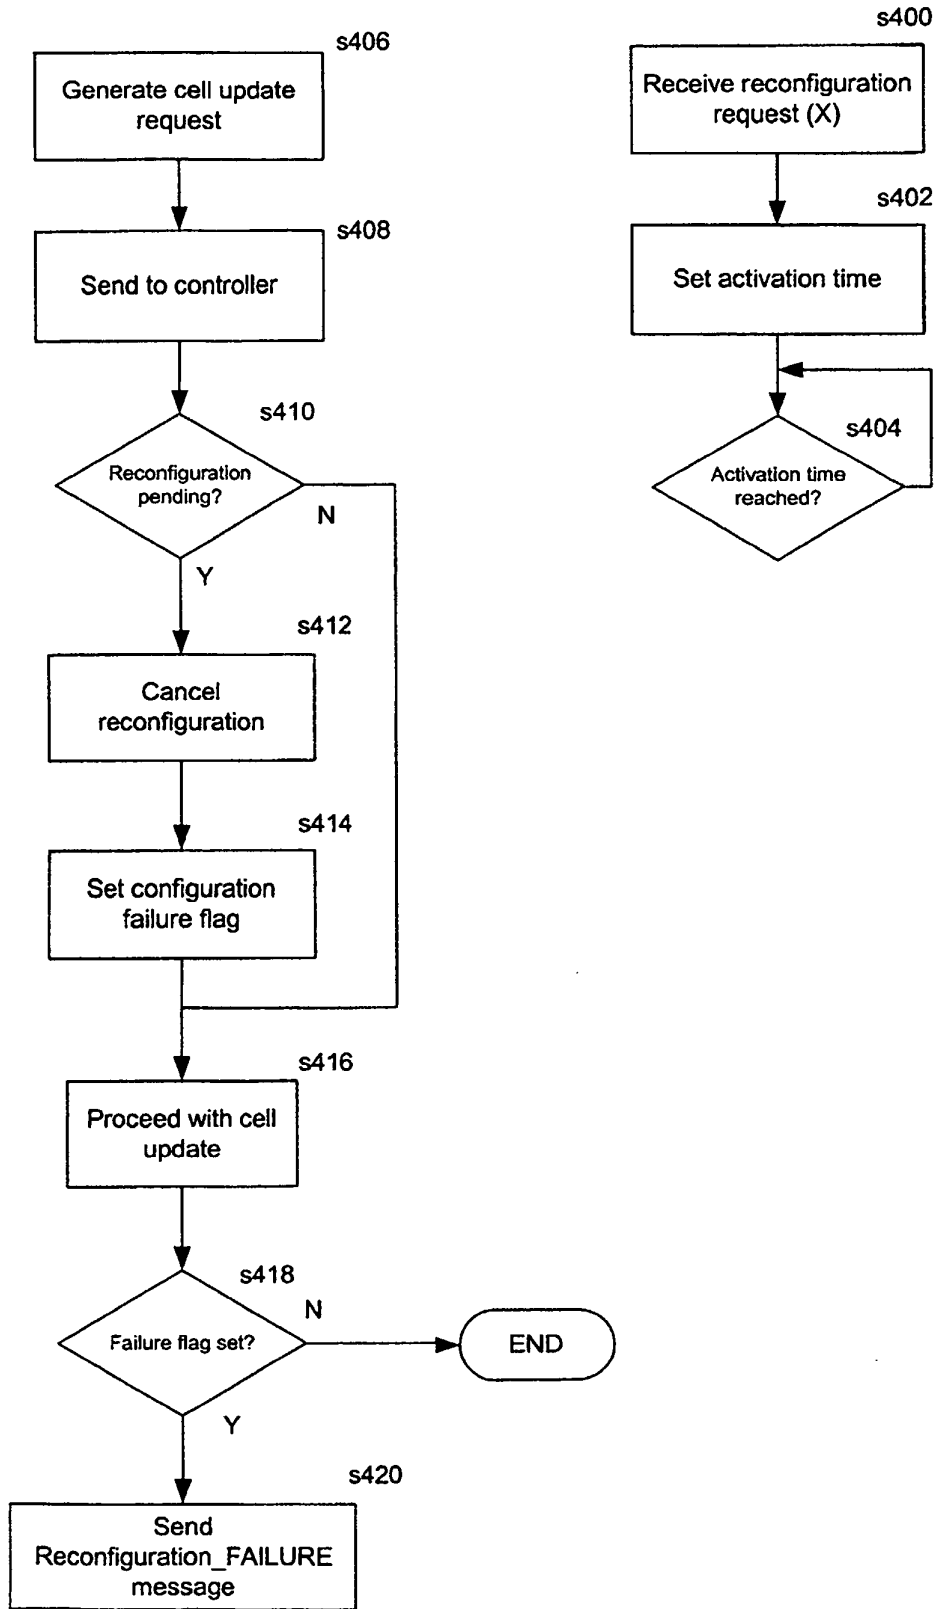 s406
Generate cell update
request
s408
Send to controller
s410
Reconfiguration
pending?
N
Y
s412
Cancel
reconfiguration
s414
Set configuration
failure flag
s416
Proceed with cell
update
s418
Failure flag set?
N
END
Y
s420
Send
Reconfiguration_FAILURE
message
s400
Receive reconfiguration
request (X)
s402
Set activation time
s404
Activation time
reached?